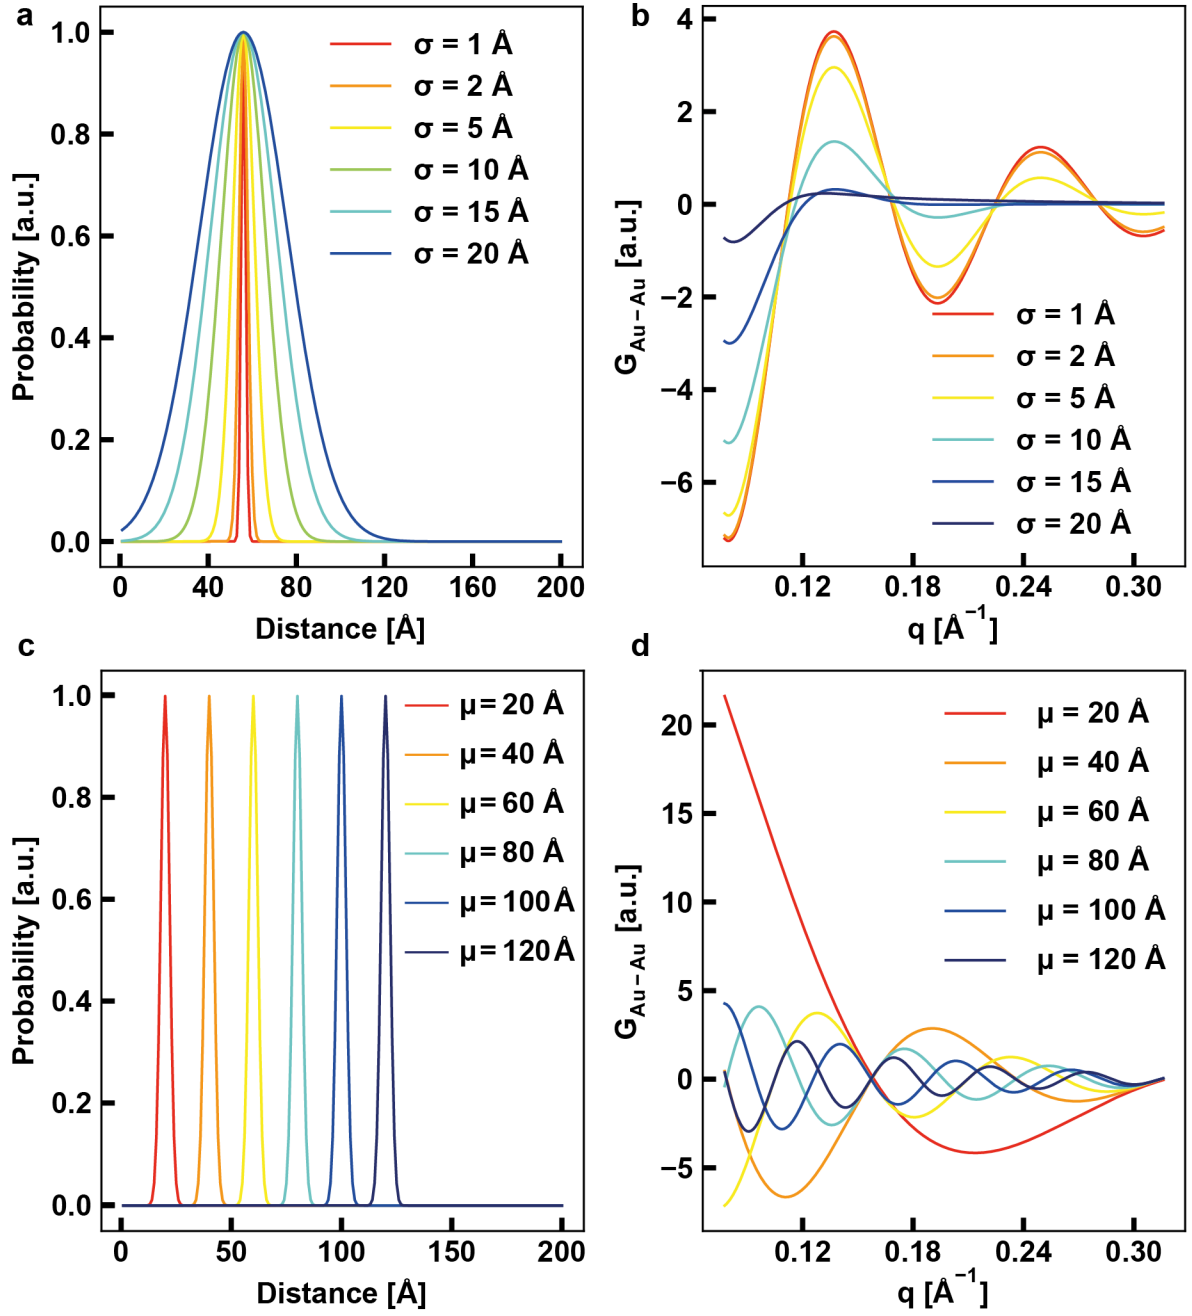 a
Probability [a.u.]
1.0
0.8
0.6
0.4
0.2
0.0
0 40 80 120 160 200
Distance [Å]
σ = 1 Å
σ = 2 Å
σ = 5 Å
σ = 10 Å
σ = 15 Å
σ = 20 Å
b
G Au – Au [a.u.]
4
2
0
−2
−4
−6
0.12 0.18 0.24 0.30
q [Å−1]
σ = 1 Å
σ = 2 Å
σ = 5 Å
σ = 10 Å
σ = 15 Å
σ = 20 Å
c
Probability [a.u.]
1.0
0.8
0.6
0.4
0.2
0.0
0 50 100 150 200
Distance [Å]
μ = 20 Å
μ = 40 Å
μ = 60 Å
μ = 80 Å
μ = 100 Å
μ = 120 Å
d
G Au – Au [a.u.]
20
15
10
5
0
−5
0.12 0.18 0.24 0.30
q [Å−1]
μ = 20 Å
μ = 40 Å
μ = 60 Å
μ = 80 Å
μ = 100 Å
μ = 120 Å